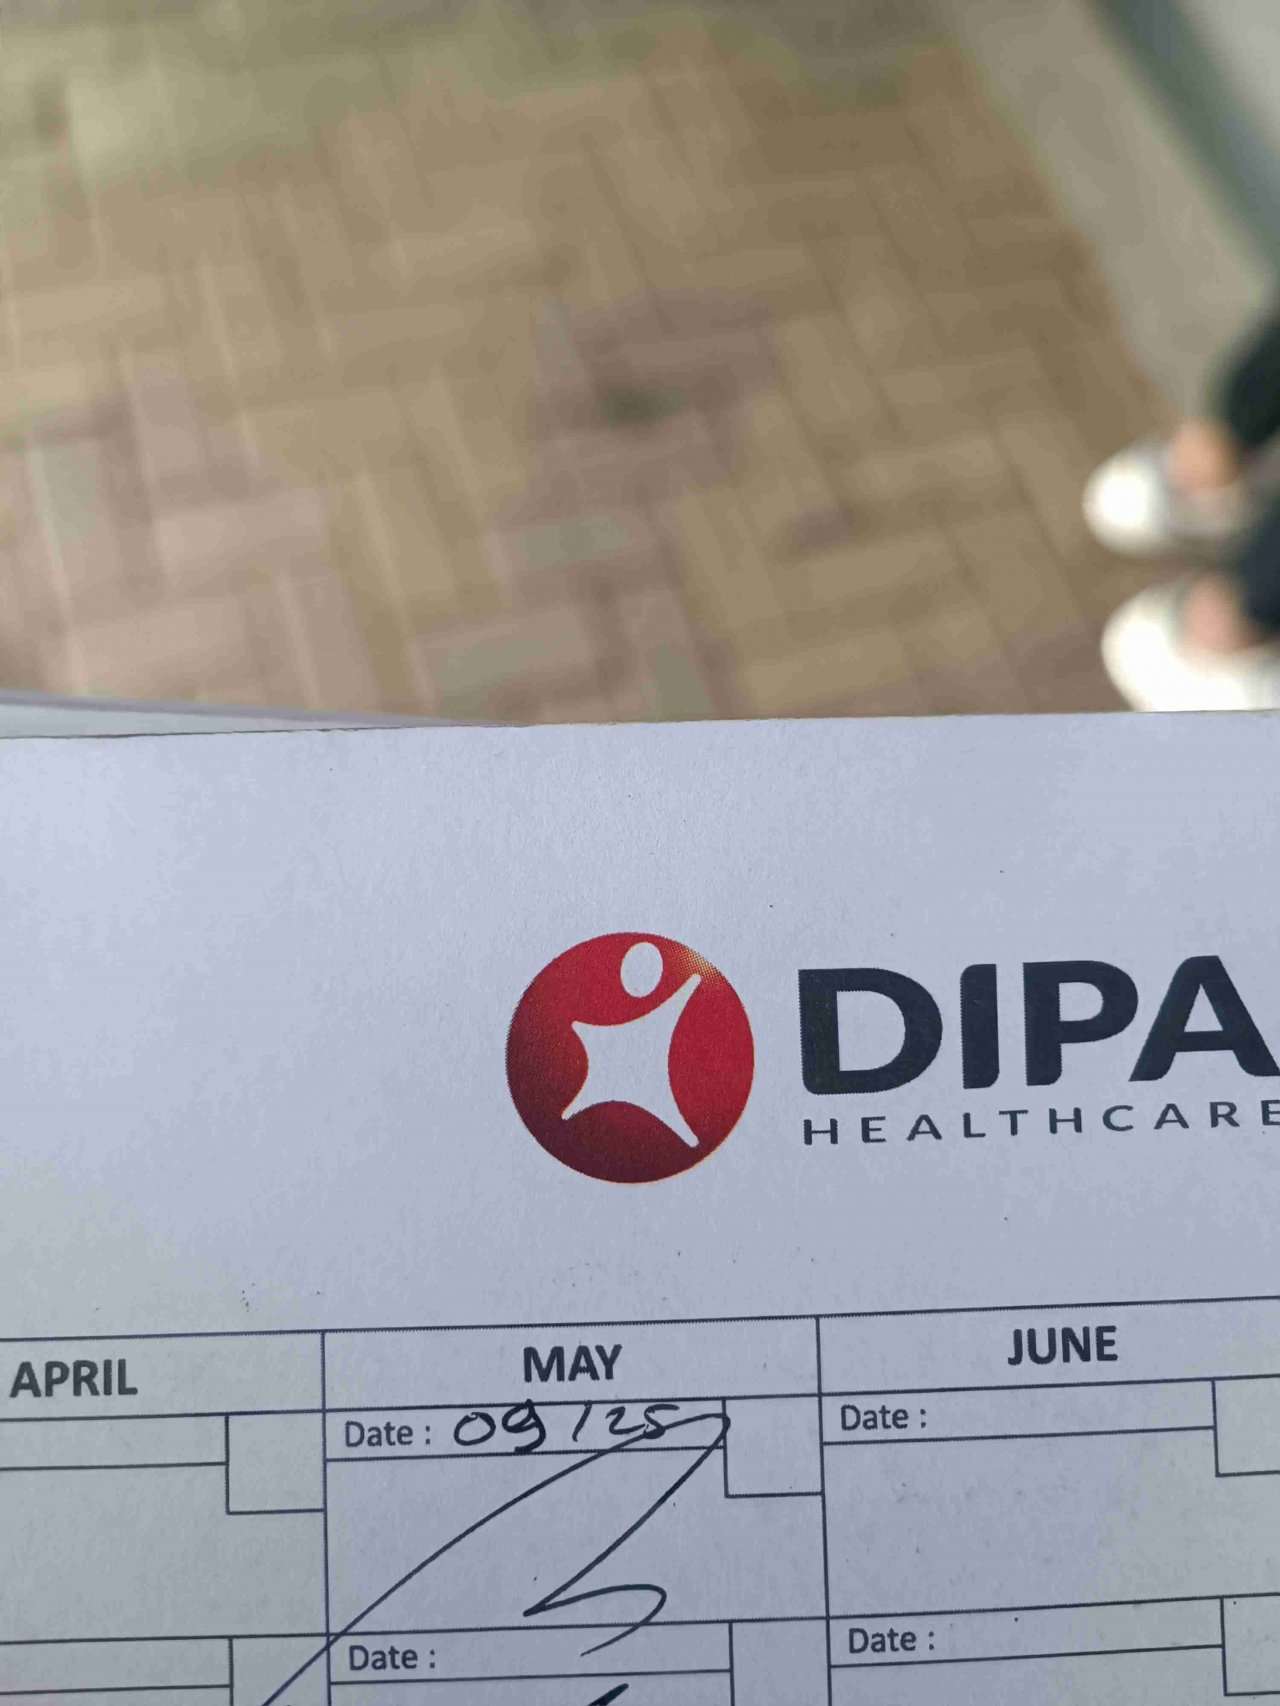 DIPA
HEALTHCARE
APRIL
MAY
JUNE
Date : 09/25
Date :
Date :
Date :